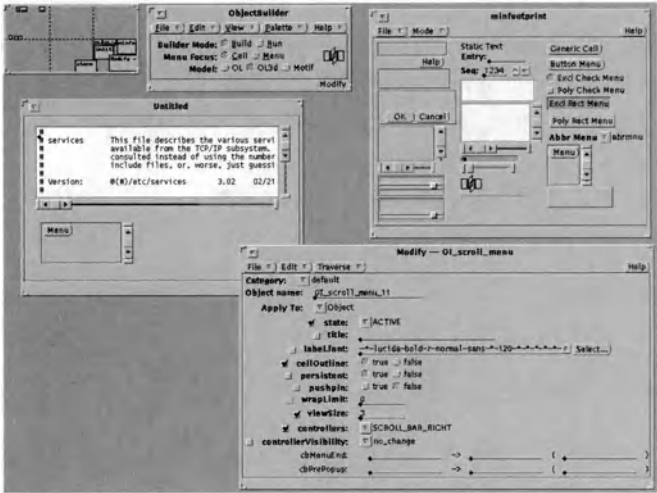 ObjectBuilder
File Edit View Palette Help
Builder Mode: Build Run
Menu Focus: Cell Menu
Model: OL OL3d Motif
Modify
minfootprint
File Mode
Help
Static Text
Entry:
Seq: 1234
OK Cancel
Generic Call
Button Menu
Excl Check Menu
Poly Check Menu
Excl Rect Menu
Poly Rect Menu
Abbr Menu abrmnu
Menu
Untitled
# services This file describes the various servi
# available from the TCP/IP subsystem.
# consulted instead of using the number
# include files, or, worse, just guessi
# Version: @(#)/etc/services 3.02 02/21
Menu
Modify — OI_scroll_menu
File Edit Traverse Help
Category: default
Object name: OI_scroll_menu_11
Apply To: Object
state: ACTIVE
title:
labelFont: -*-lucida-bold-r-normal-sans-*-120-*-*-*-*-*- Select...
cellOutline: true false
persistent: true false
pushpin: true false
wrapLimit: 0
viewSize: 3
controllers: SCROLL_BAR_RIGHT
controllerVisibility: no_change
cbMenuEnd: -> ( )
cbPrePopup: -> ( )